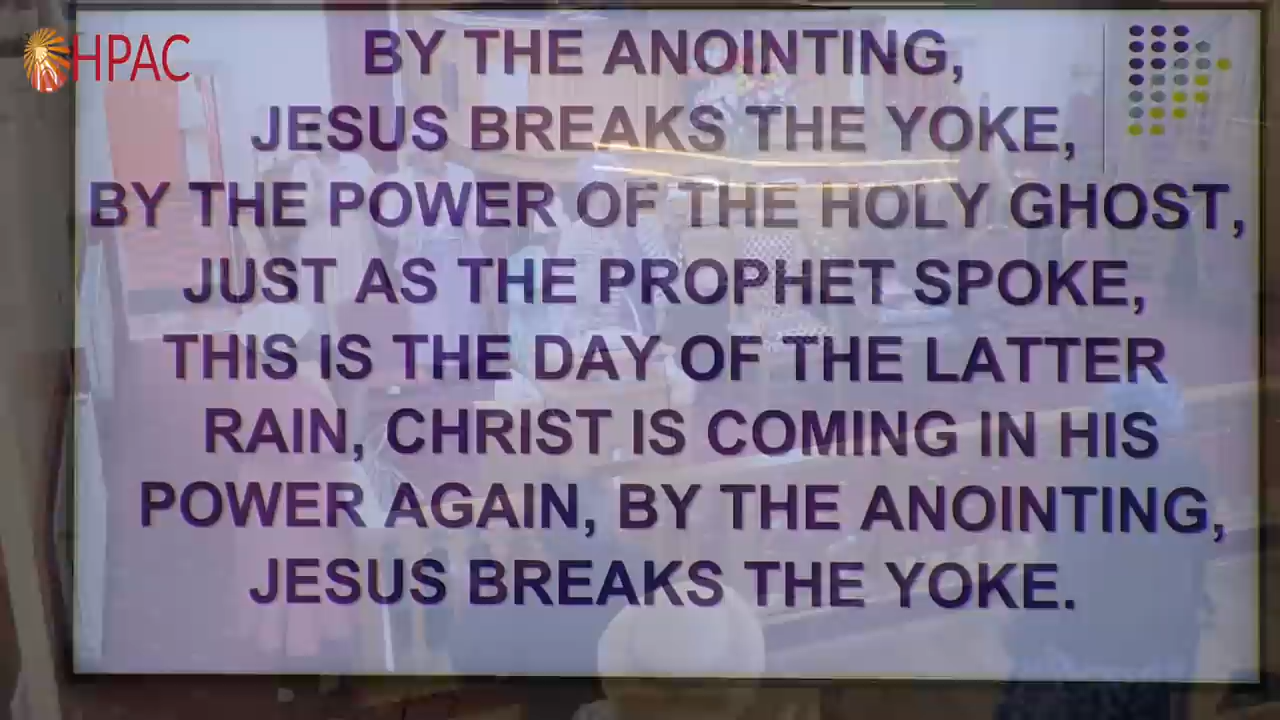 HPAC
BY THE ANOINTING,
JESUS BREAKS THE YOKE,
BY THE POWER OF THE HOLY GHOST,
JUST AS THE PROPHET SPOKE,
THIS IS THE DAY OF THE LATTER
RAIN, CHRIST IS COMING IN HIS
POWER AGAIN, BY THE ANOINTING,
JESUS BREAKS THE YOKE.